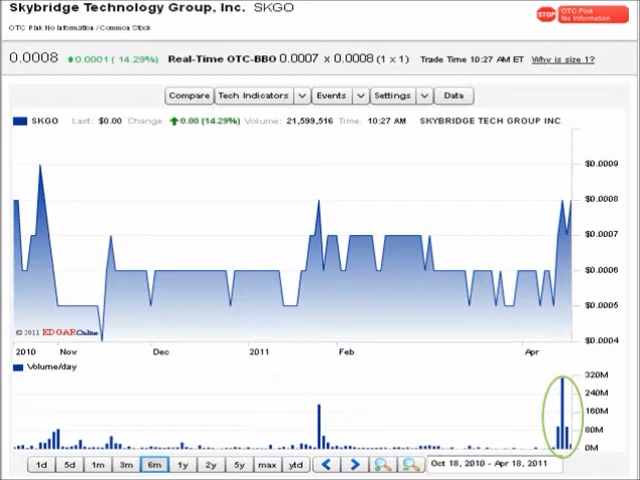 Skybridge Technology Group, Inc. SKGO
STOP OTC Pink
No Information
OTC Pink No Information / Common Stock
0.0008 0.0001 ( 14.29%) Real-Time OTC-BBO 0.0007 x 0.0008 (1 x 1) Trade Time 10:27 AM ET Why is size 1?
Compare Tech Indicators Events Settings Data
SKGO Last: $0.00 Change: 0.00 (14.29%) Volume: 21,599,516 Time: 10:27 AM SKYBRIDGE TECH GROUP INC
$0.0009
$0.0008
$0.0007
$0.0006
$0.0005
$0.0004
© 2011 EDGAROnline
2010 Nov Dec 2011 Feb Apr
Volume/day
320M
240M
160M
80M
0M
1d 5d 1m 3m 6m 1y 2y 5y max ytd Oct 18, 2010 - Apr 18, 2011